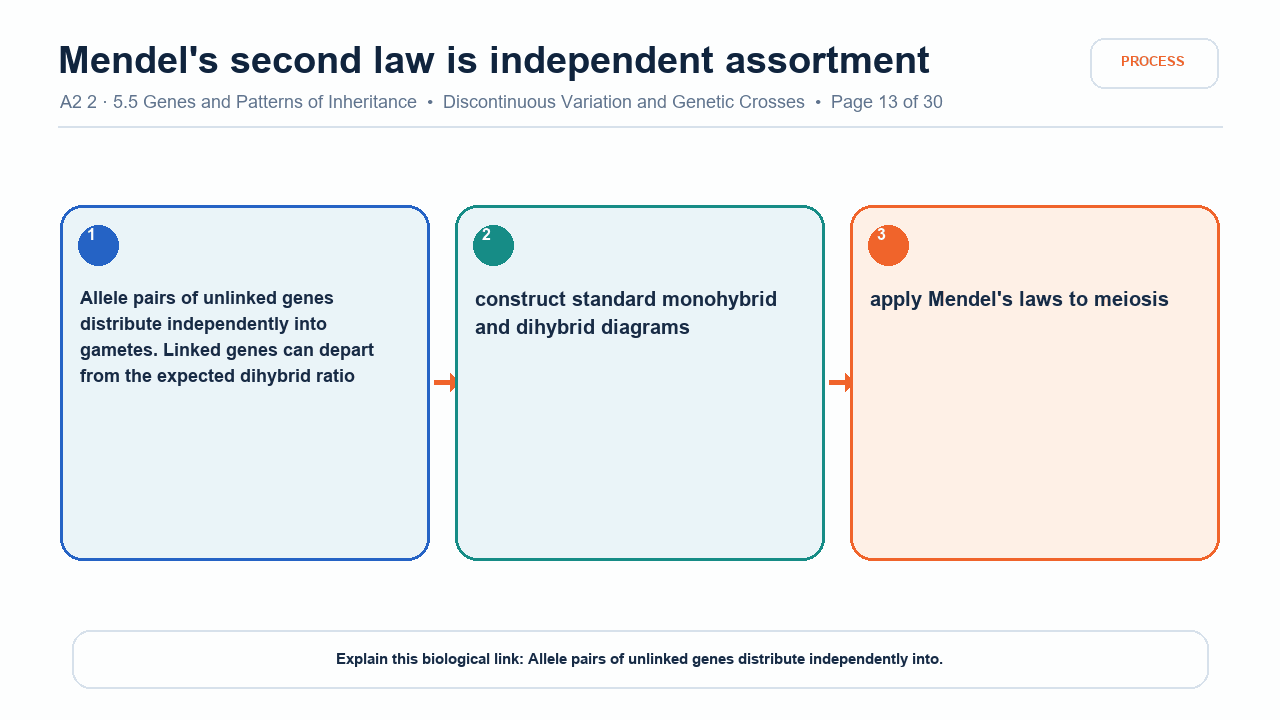 Mendel's second law is independent assortment
PROCESS
A2 2 · 5.5 Genes and Patterns of Inheritance • Discontinuous Variation and Genetic Crosses • Page 13 of 30
1
Allele pairs of unlinked genes
distribute independently into
gametes. Linked genes can depart
from the expected dihybrid ratio
2
construct standard monohybrid
and dihybrid diagrams
3
apply Mendel's laws to meiosis
Explain this biological link: Allele pairs of unlinked genes distribute independently into.